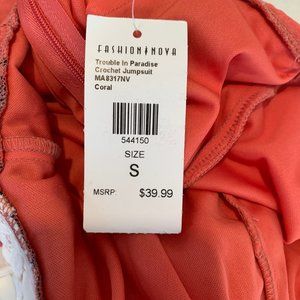 FASHION NOVA
Trouble In Paradise
Crochet Jumpsuit
MA8317NV
Coral
544150
SIZE
S
MSRP: $39.99